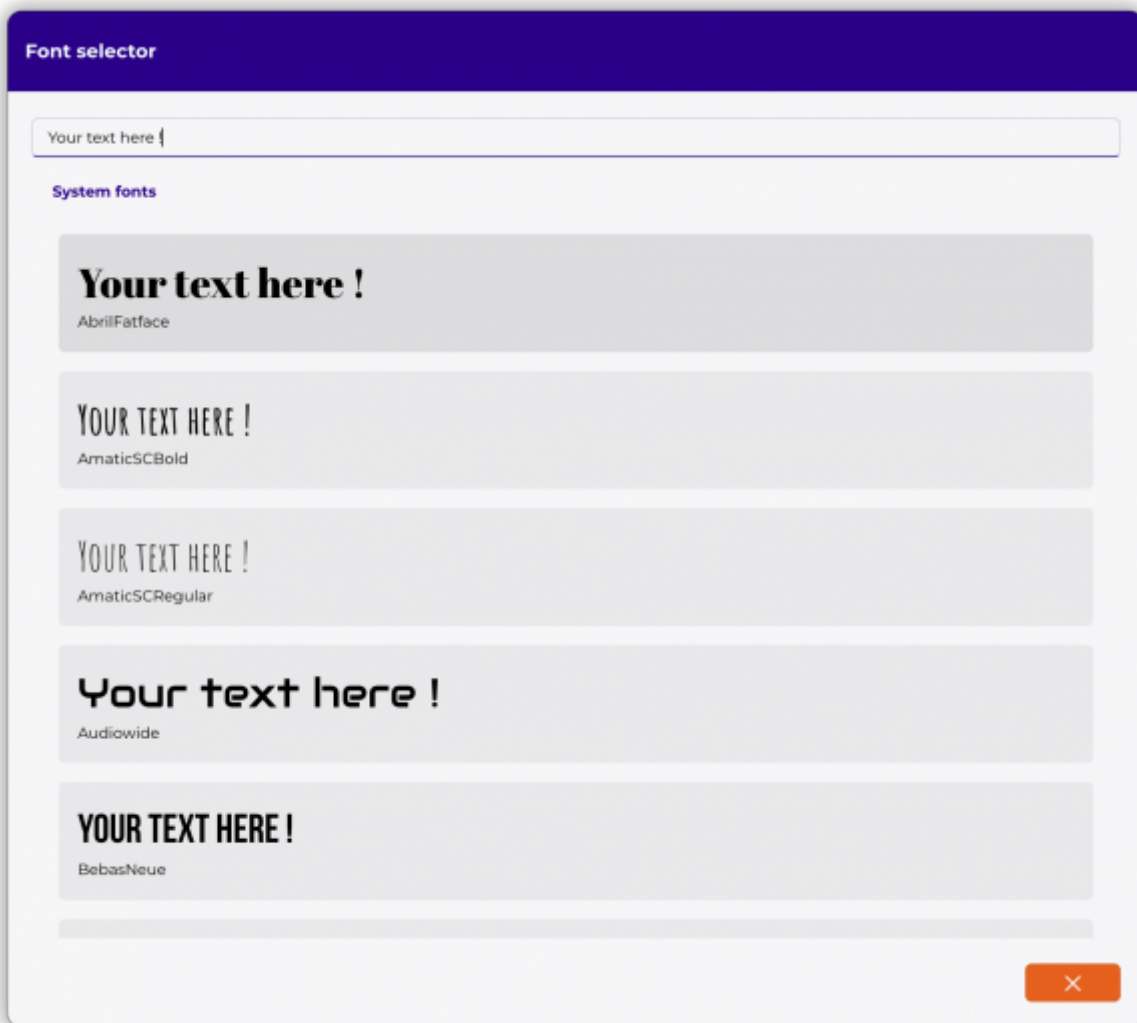 Font selector
Your text here !
System fonts
Your text here !
AbrilFatface
Your text here !
AmaticSCBold
Your text here !
AmaticSCRegular
Your text here !
Audiowide
YOUR TEXT HERE !
BebasNeue